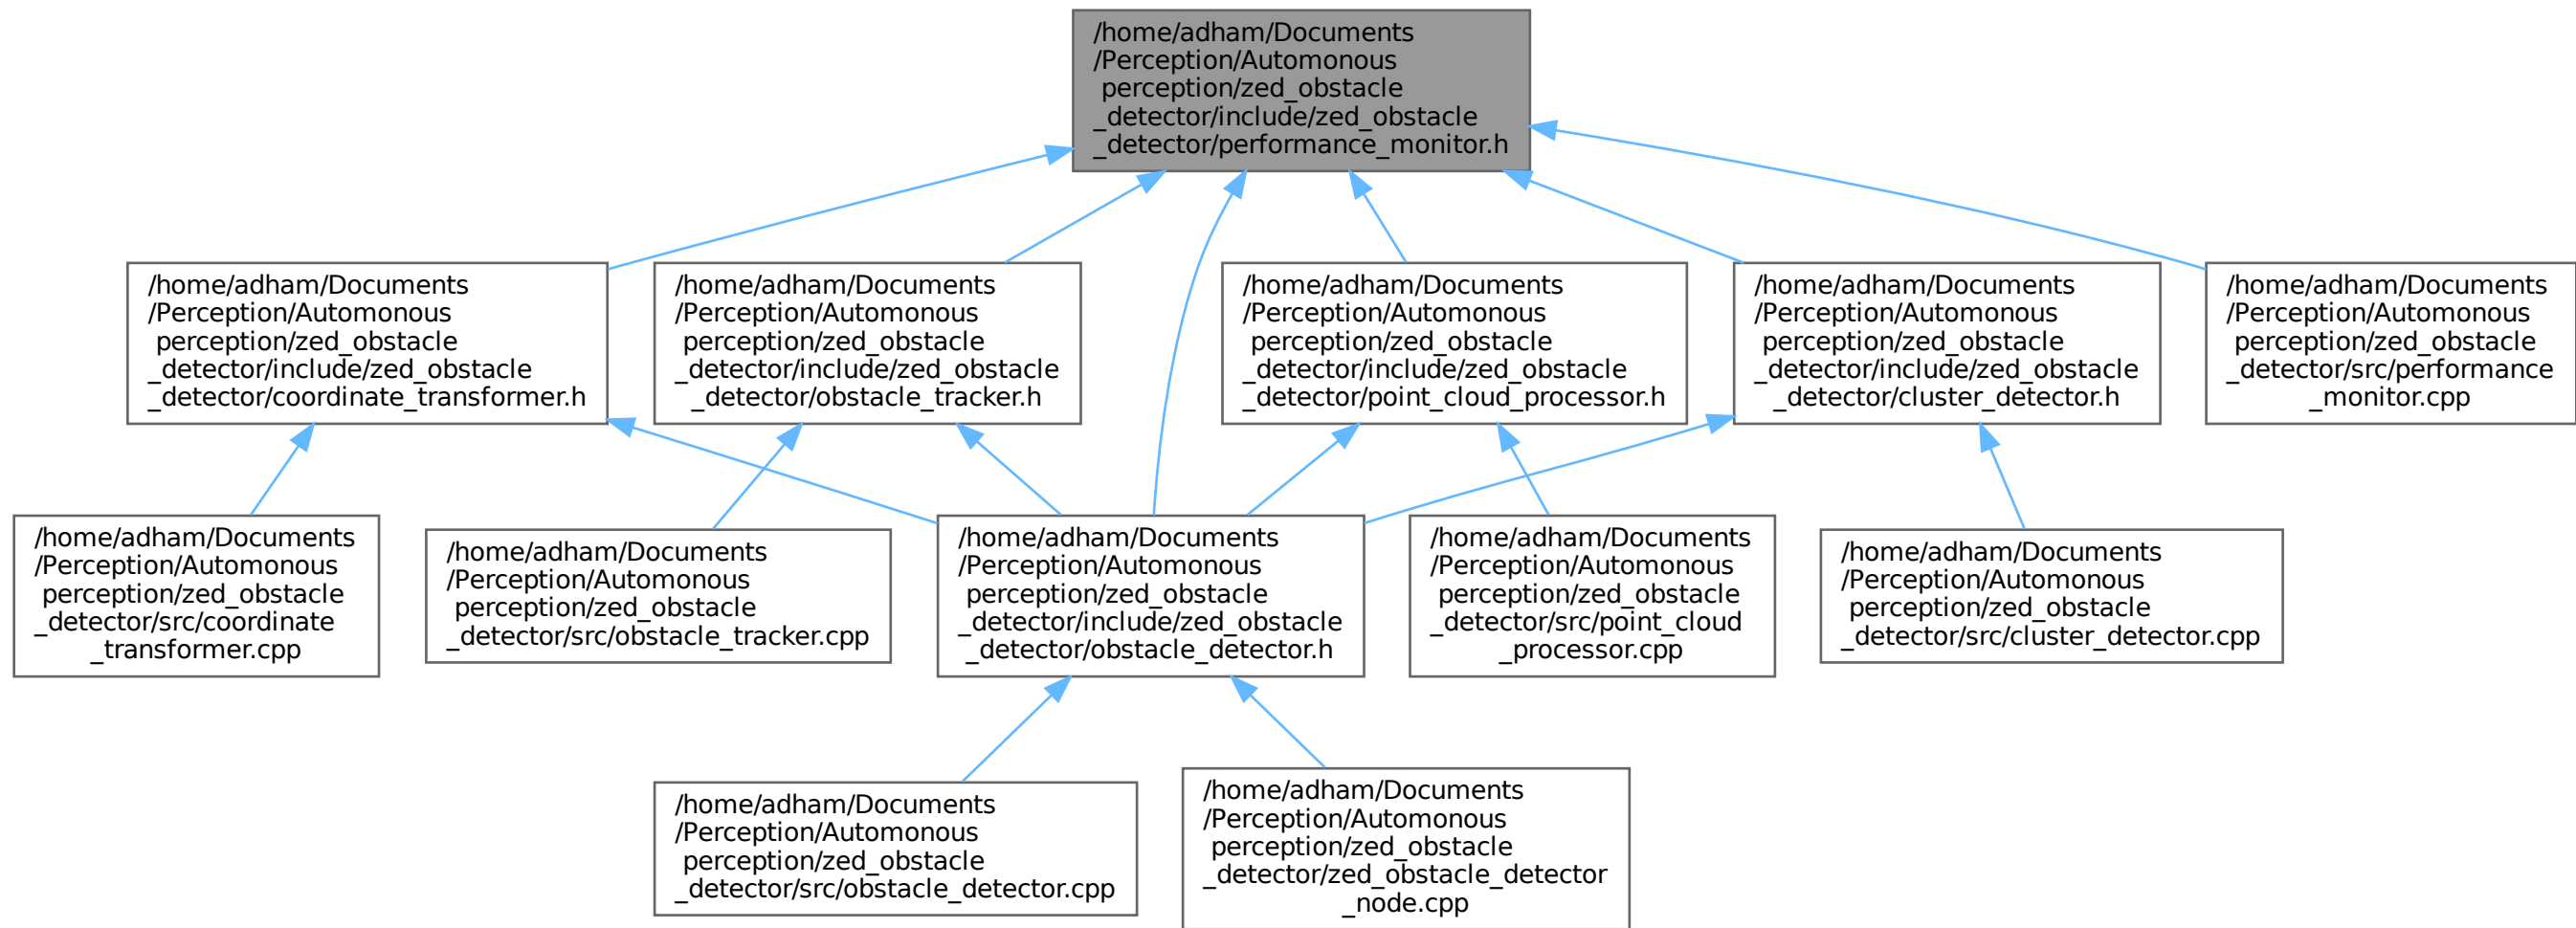 /home/adham/Documents
/Perception/Automonous
perception/zed_obstacle
_detector/include/zed_obstacle
_detector/performance_monitor.h
/home/adham/Documents
/Perception/Automonous
perception/zed_obstacle
_detector/include/zed_obstacle
_detector/coordinate_transformer.h
/home/adham/Documents
/Perception/Automonous
perception/zed_obstacle
_detector/include/zed_obstacle
_detector/obstacle_tracker.h
/home/adham/Documents
/Perception/Automonous
perception/zed_obstacle
_detector/include/zed_obstacle
_detector/point_cloud_processor.h
/home/adham/Documents
/Perception/Automonous
perception/zed_obstacle
_detector/include/zed_obstacle
_detector/cluster_detector.h
/home/adham/Documents
/Perception/Automonous
perception/zed_obstacle
_detector/src/performance
_monitor.cpp
/home/adham/Documents
/Perception/Automonous
perception/zed_obstacle
_detector/src/coordinate
_transformer.cpp
/home/adham/Documents
/Perception/Automonous
perception/zed_obstacle
_detector/src/obstacle_tracker.cpp
/home/adham/Documents
/Perception/Automonous
perception/zed_obstacle
_detector/include/zed_obstacle
_detector/obstacle_detector.h
/home/adham/Documents
/Perception/Automonous
perception/zed_obstacle
_detector/src/point_cloud
_processor.cpp
/home/adham/Documents
/Perception/Automonous
perception/zed_obstacle
_detector/src/cluster_detector.cpp
/home/adham/Documents
/Perception/Automonous
perception/zed_obstacle
_detector/src/obstacle_detector.cpp
/home/adham/Documents
/Perception/Automonous
perception/zed_obstacle
_detector/zed_obstacle_detector
_node.cpp